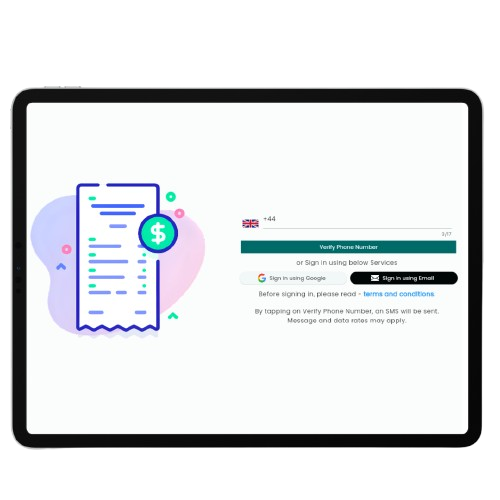 $
+44
3/17
Verify Phone Number
or Sign in using below Services
Sign in using Google
Sign in using Email
Before signing in, please read - terms and conditions.
By tapping on Verify Phone Number, an SMS will be sent.
Message and data rates may apply.